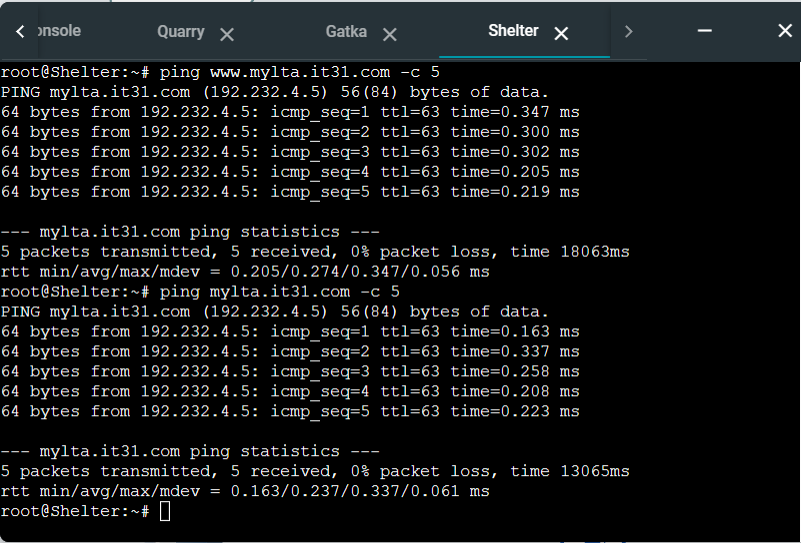 onsole
Quarry
Gatka
Shelter
root@Shelter:~# ping www.mylta.it31.com -c 5
PING mylta.it31.com (192.232.4.5) 56(84) bytes of data.
64 bytes from 192.232.4.5: icmp_seq=1 ttl=63 time=0.347 ms
64 bytes from 192.232.4.5: icmp_seq=2 ttl=63 time=0.300 ms
64 bytes from 192.232.4.5: icmp_seq=3 ttl=63 time=0.302 ms
64 bytes from 192.232.4.5: icmp_seq=4 ttl=63 time=0.205 ms
64 bytes from 192.232.4.5: icmp_seq=5 ttl=63 time=0.219 ms
--- mylta.it31.com ping statistics ---
5 packets transmitted, 5 received, 0% packet loss, time 18063ms
rtt min/avg/max/mdev = 0.205/0.274/0.347/0.056 ms
root@Shelter:~# ping mylta.it31.com -c 5
PING mylta.it31.com (192.232.4.5) 56(84) bytes of data.
64 bytes from 192.232.4.5: icmp_seq=1 ttl=63 time=0.163 ms
64 bytes from 192.232.4.5: icmp_seq=2 ttl=63 time=0.337 ms
64 bytes from 192.232.4.5: icmp_seq=3 ttl=63 time=0.258 ms
64 bytes from 192.232.4.5: icmp_seq=4 ttl=63 time=0.208 ms
64 bytes from 192.232.4.5: icmp_seq=5 ttl=63 time=0.223 ms
--- mylta.it31.com ping statistics ---
5 packets transmitted, 5 received, 0% packet loss, time 13065ms
rtt min/avg/max/mdev = 0.163/0.237/0.337/0.061 ms
root@Shelter:~#